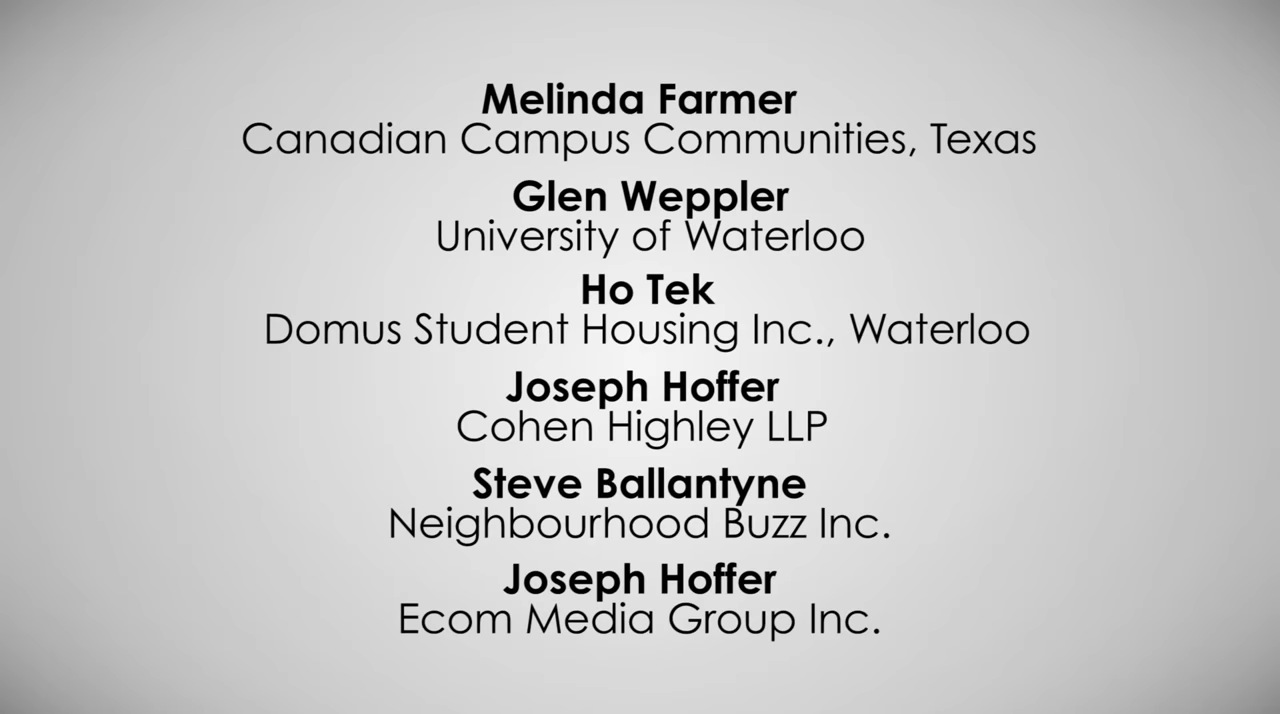 Melinda Farmer
Canadian Campus Communities, Texas
Glen Weppler
University of Waterloo
Ho Tek
Domus Student Housing Inc., Waterloo
Joseph Hoffer
Cohen Highley LLP
Steve Ballantyne
Neighbourhood Buzz Inc.
Joseph Hoffer
Ecom Media Group Inc.